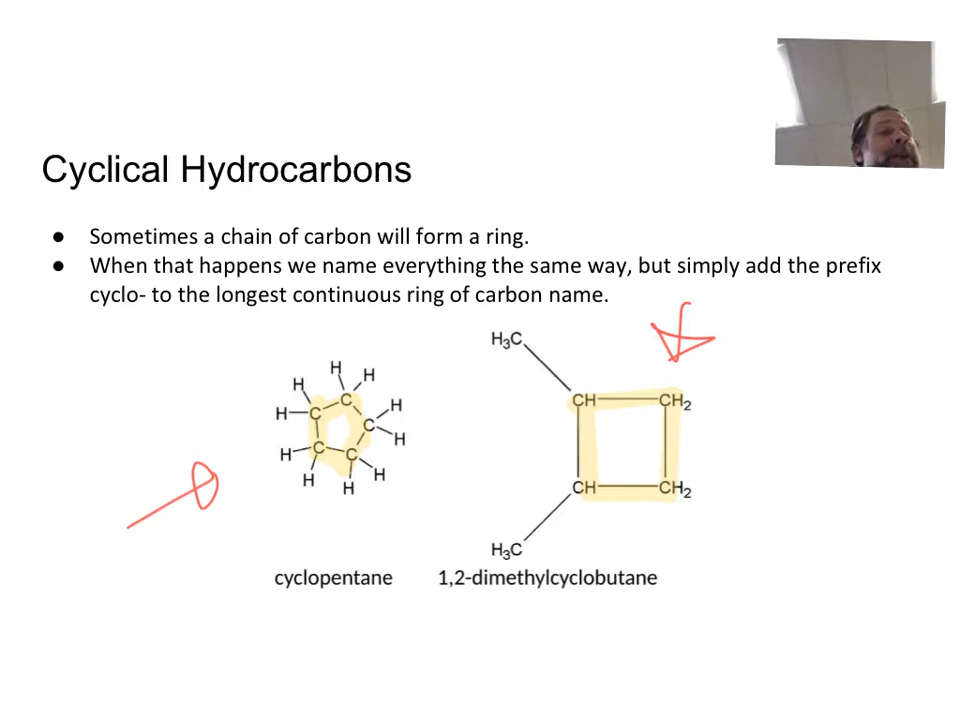 Cyclical Hydrocarbons
● Sometimes a chain of carbon will form a ring.
● When that happens we name everything the same way, but simply add the prefix
cyclo- to the longest continuous ring of carbon name.
H H
H C H
H C C H
H C C H
H H H
H₃C
CH CH₂
CH CH₂
H₃C
cyclopentane 1,2-dimethylcyclobutane